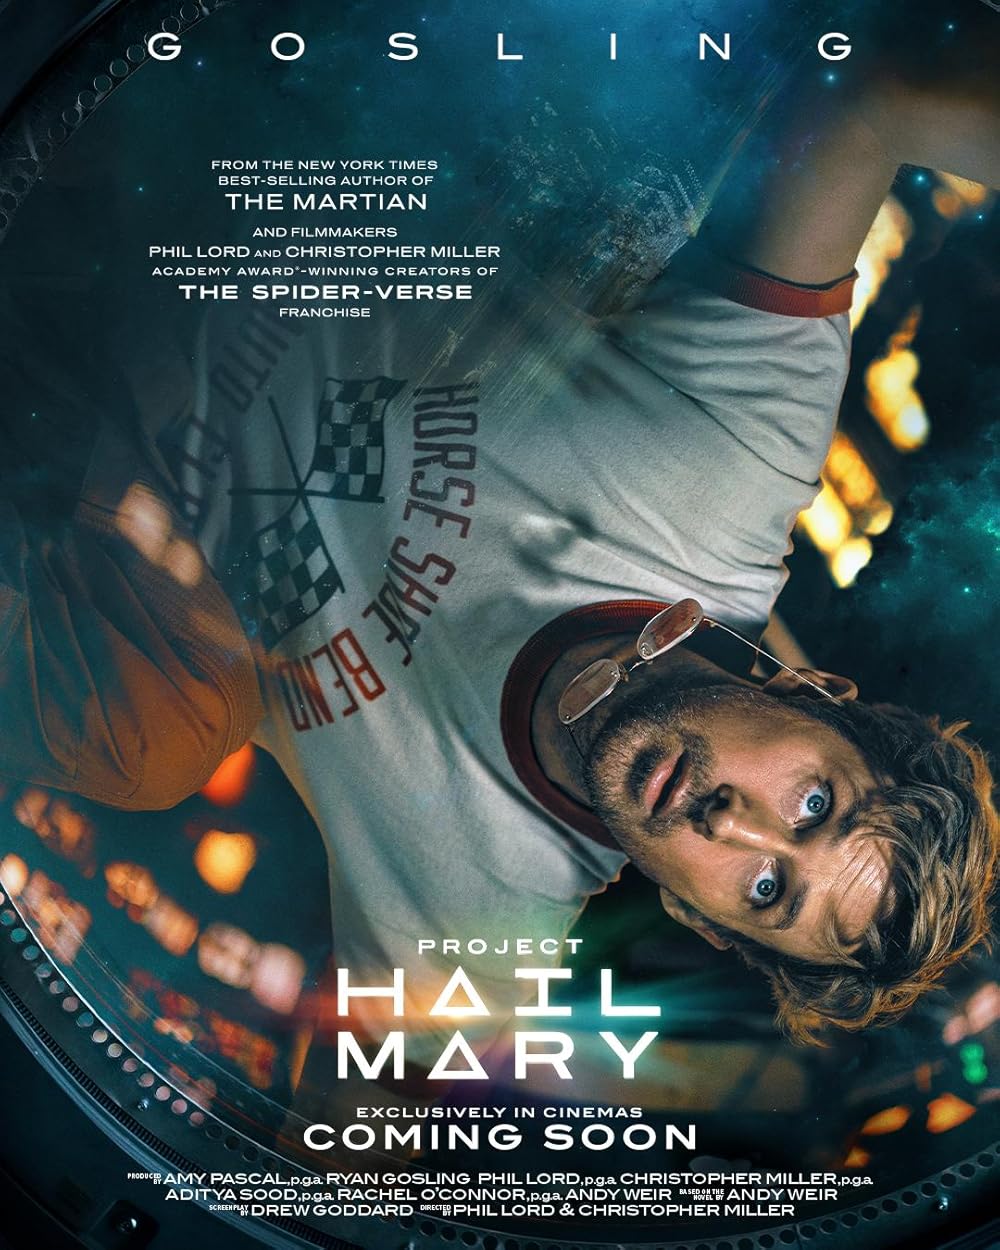 GOSLING
FROM THE NEW YORK TIMES
BEST-SELLING AUTHOR OF
THE MARTIAN
AND FILMMAKERS
PHIL LORD AND CHRISTOPHER MILLER
ACADEMY AWARD®-WINNING CREATORS OF
THE SPIDER-VERSE
FRANCHISE
AUTO
HORSE SHOE BEND
PROJECT
HAIL
MARY
EXCLUSIVELY IN CINEMAS
COMING SOON
PRODUCED BY AMY PASCAL, p.g.a. RYAN GOSLING PHIL LORD, p.g.a. CHRISTOPHER MILLER, p.g.a.
ADITYA SOOD, p.g.a. RACHEL O'CONNOR, p.g.a. ANDY WEIR BASED ON THE NOVEL BY ANDY WEIR
SCREENPLAY BY DREW GODDARD DIRECTED BY PHIL LORD & CHRISTOPHER MILLER